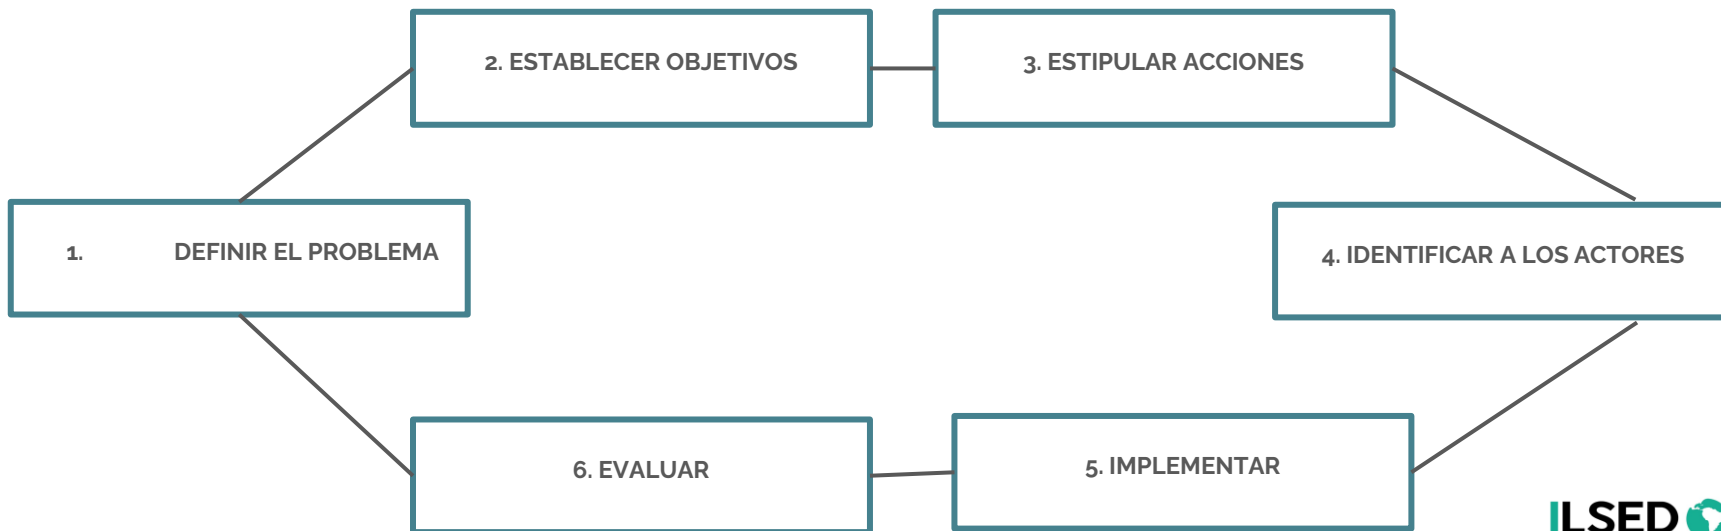 2. ESTABLECER OBJETIVOS
3. ESTIPULAR ACCIONES
1. DEFINIR EL PROBLEMA
4. IDENTIFICAR A LOS ACTORES
6. EVALUAR
5. IMPLEMENTAR
ILSED